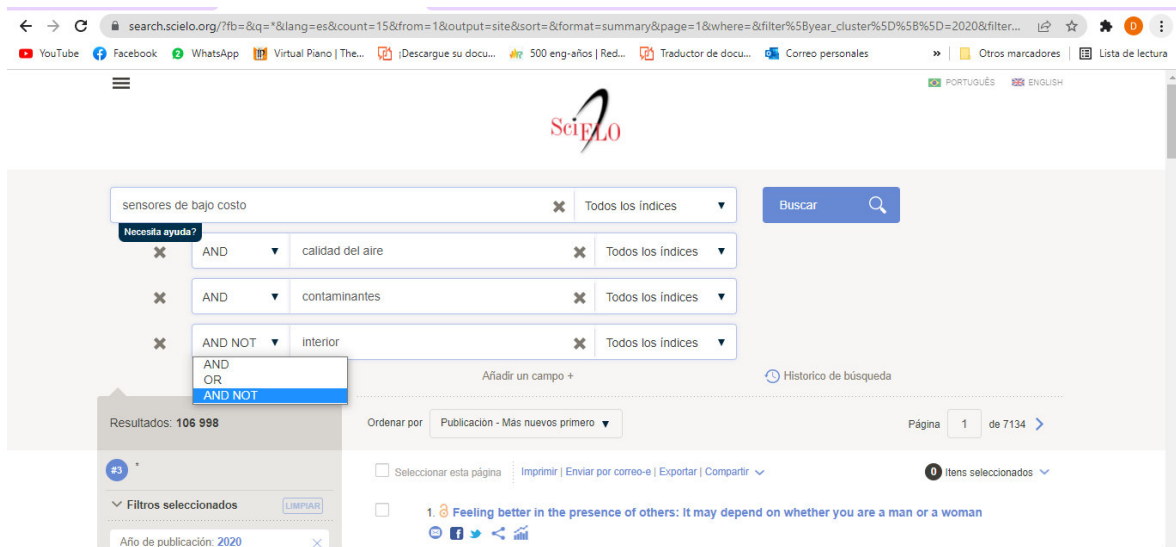 search.scielo.org/?fb=&q=*&lang=es&count=15&from=1&output=site&sort=&format=summary&page=1&where=&filter%5Byear_cluster%5D%5B%5D=2020&filter...
D
YouTube Facebook WhatsApp Virtual Piano | The... ¡Descargue su docu... 500 eng-años | Red... Traductor de docu... Correo personales » Otros marcadores Lista de lectura
PORTUGUÊS ENGLISH
SciELO
sensores de bajo costo Todos los índices Buscar
Necesita ayuda?
AND calidad del aire Todos los índices
AND contaminantes Todos los índices
AND NOT interior Todos los índices
AND
OR
AND NOT
Añadir un campo + Historico de búsqueda
Resultados: 106 998 Ordenar por Publicación - Más nuevos primero Página 1 de 7134
#3 * Seleccionar esta página Imprimir | Enviar por correo-e | Exportar | Compartir 0 Itens seleccionados
Filtros seleccionados LIMPIAR
1. Feeling better in the presence of others: It may depend on whether you are a man or a woman
Año de publicación: 2020